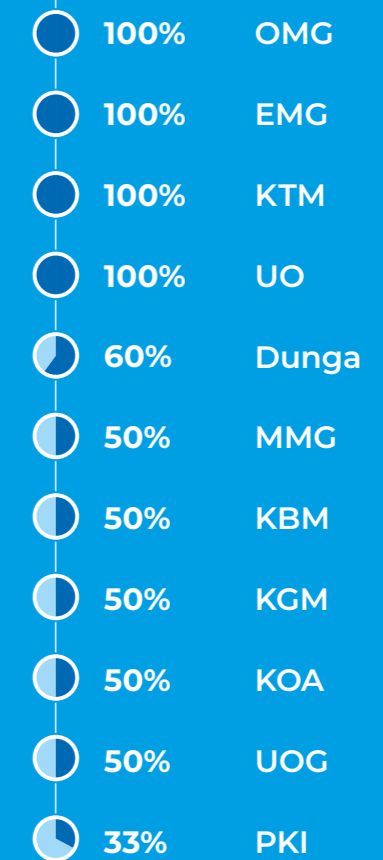 100% OMG
100% EMG
100% KTM
100% UO
60% Dunga
50% MMG
50% KBM
50% KGM
50% KOA
50% UOG
33% PKI